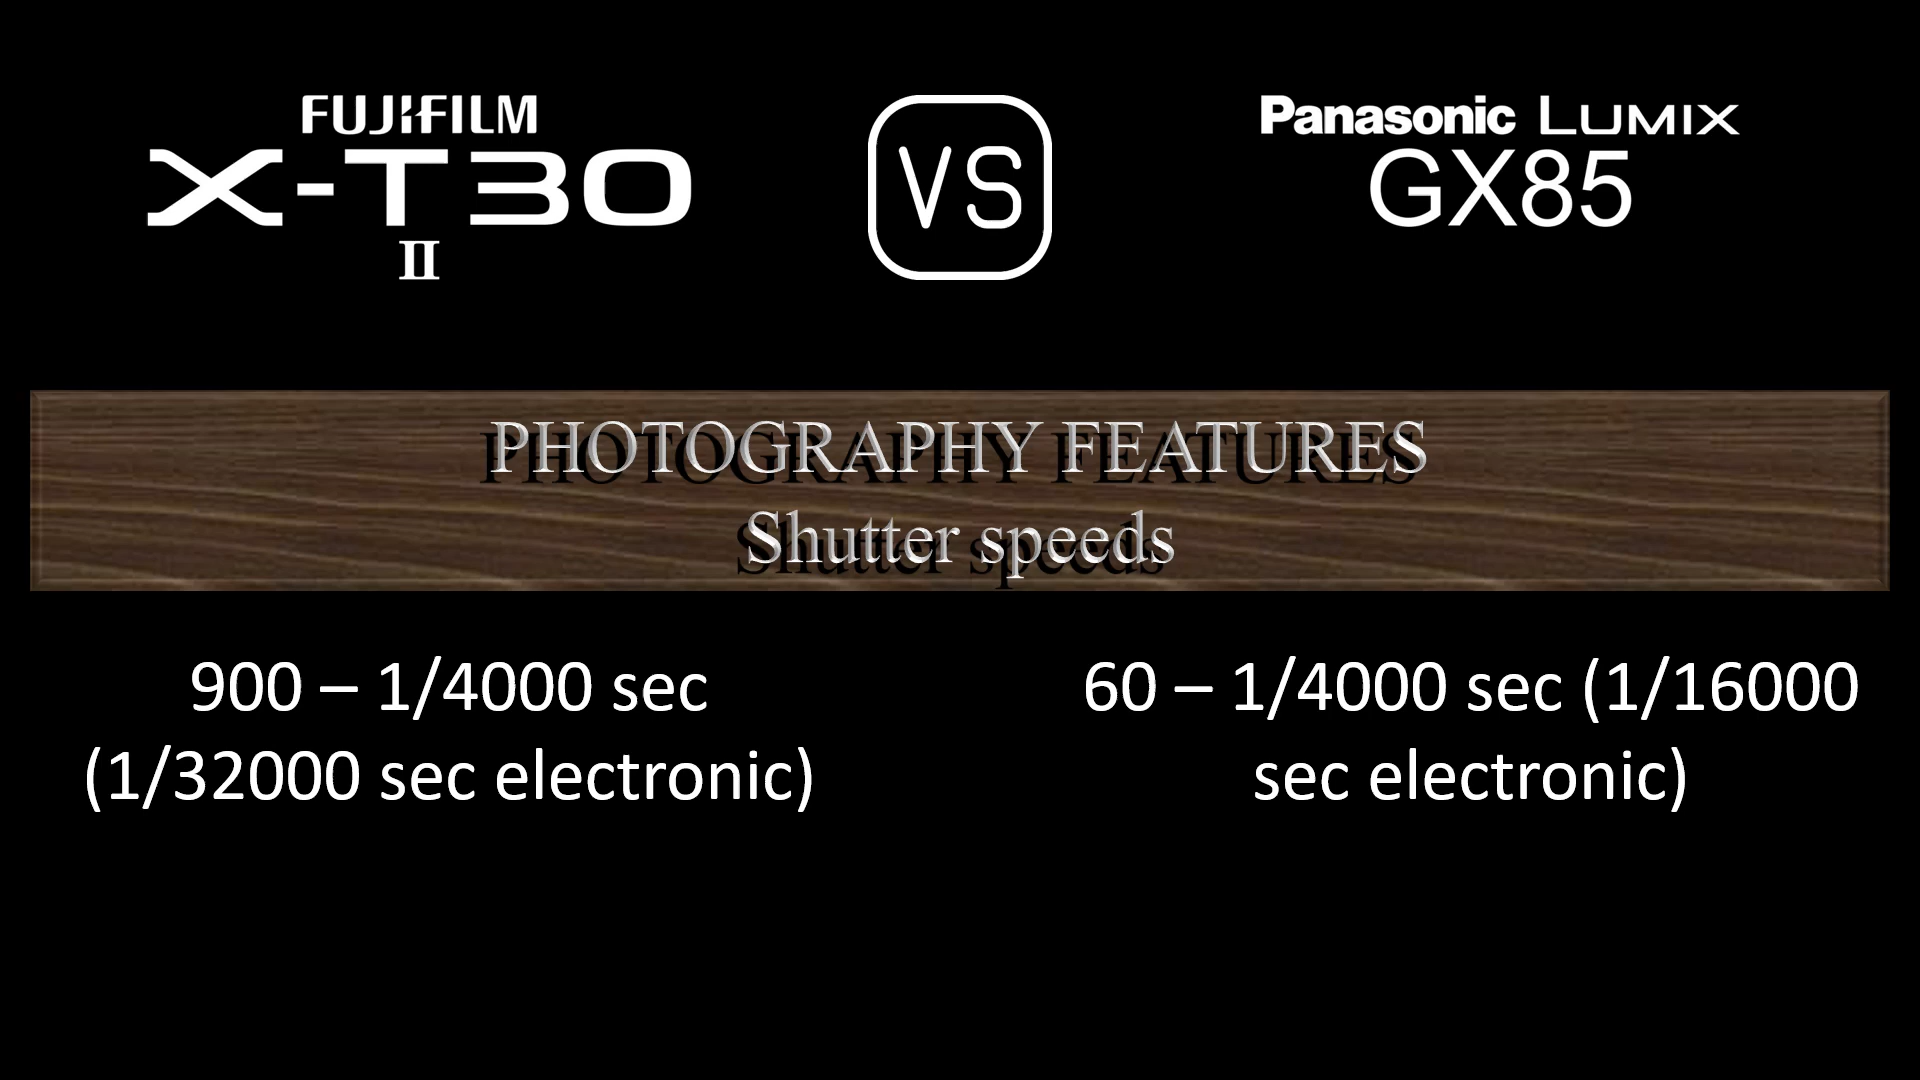 FUJIFILM
X-T30
II
VS
Panasonic LUMIX
GX85
PHOTOGRAPHY FEATURES
Shutter speeds
900 – 1/4000 sec
(1/32000 sec electronic)
60 – 1/4000 sec (1/16000
sec electronic)